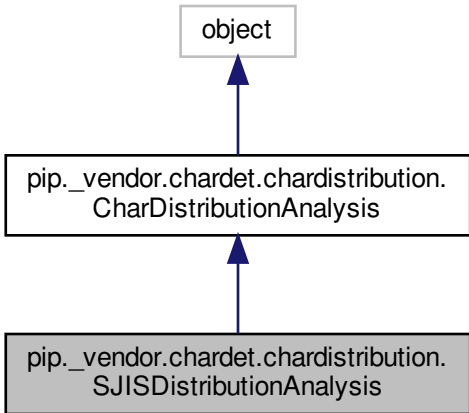 object
pip._vendor.chardet.chardistribution.
CharDistributionAnalysis
pip._vendor.chardet.chardistribution.
SJISDistributionAnalysis